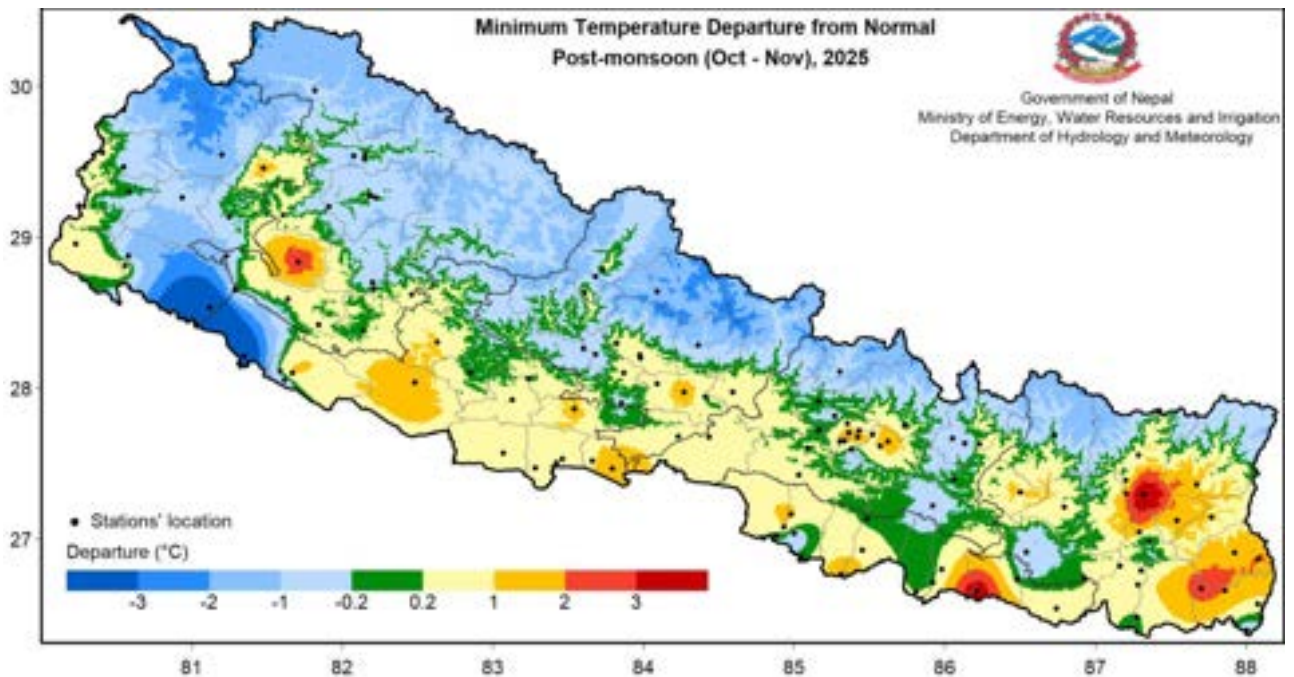 Minimum Temperature Departure from Normal
Post-monsoon (Oct - Nov), 2025
Government of Nepal
Ministry of Energy, Water Resources and Irrigation
Department of Hydrology and Meteorology
30
29
28
27
Stations' location
Departure (°C)
-3 -2 -1 -0.2 0.2 1 2 3
81 82 83 84 85 86 87 88